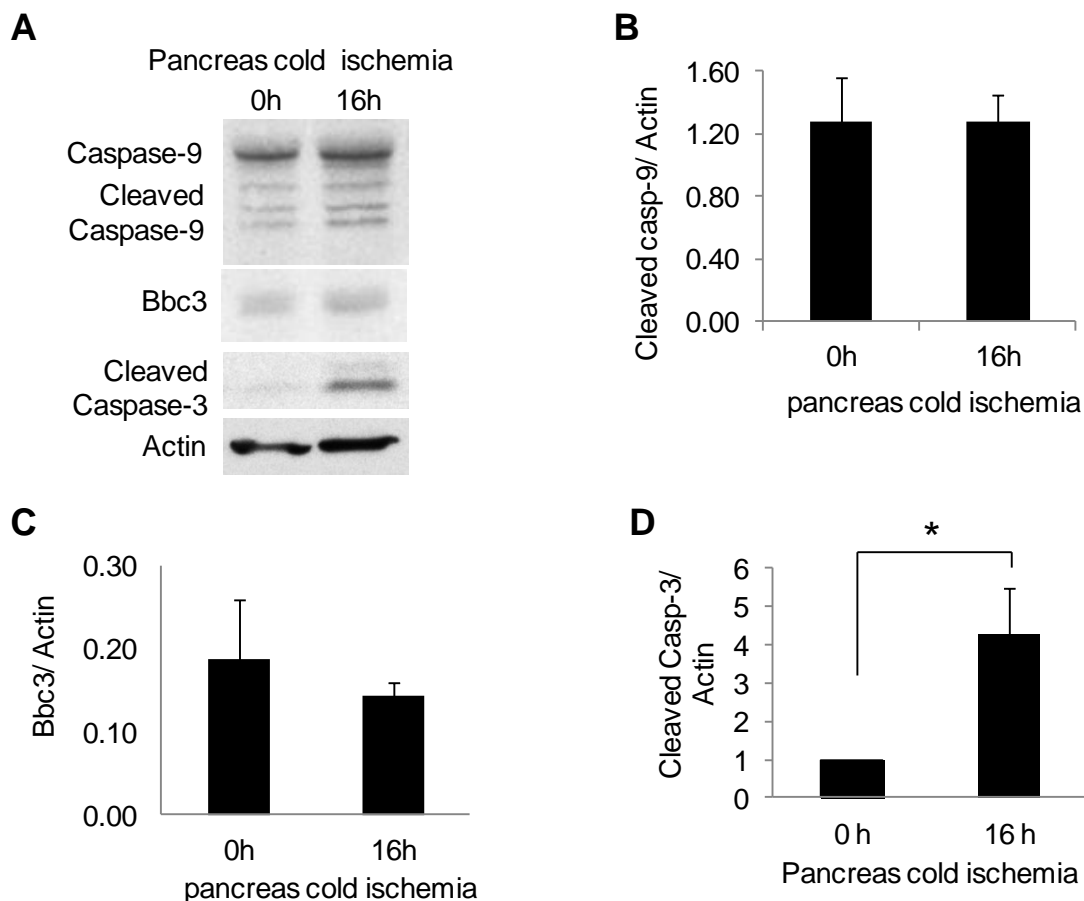 A
Pancreas cold ischemia
0h 16h
Caspase-9
Cleaved
Caspase-9
Bbc3
Cleaved
Caspase-3
Actin
B
Cleaved casp-9/ Actin
1.60
1.20
0.80
0.40
0.00
0h 16h
pancreas cold ischemia
C
Bbc3/ Actin
0.30
0.20
0.10
0.00
0h 16h
pancreas cold ischemia
D
*
Cleaved Casp-3/
Actin
6
5
4
3
2
1
0
0 h 16 h
Pancreas cold ischemia